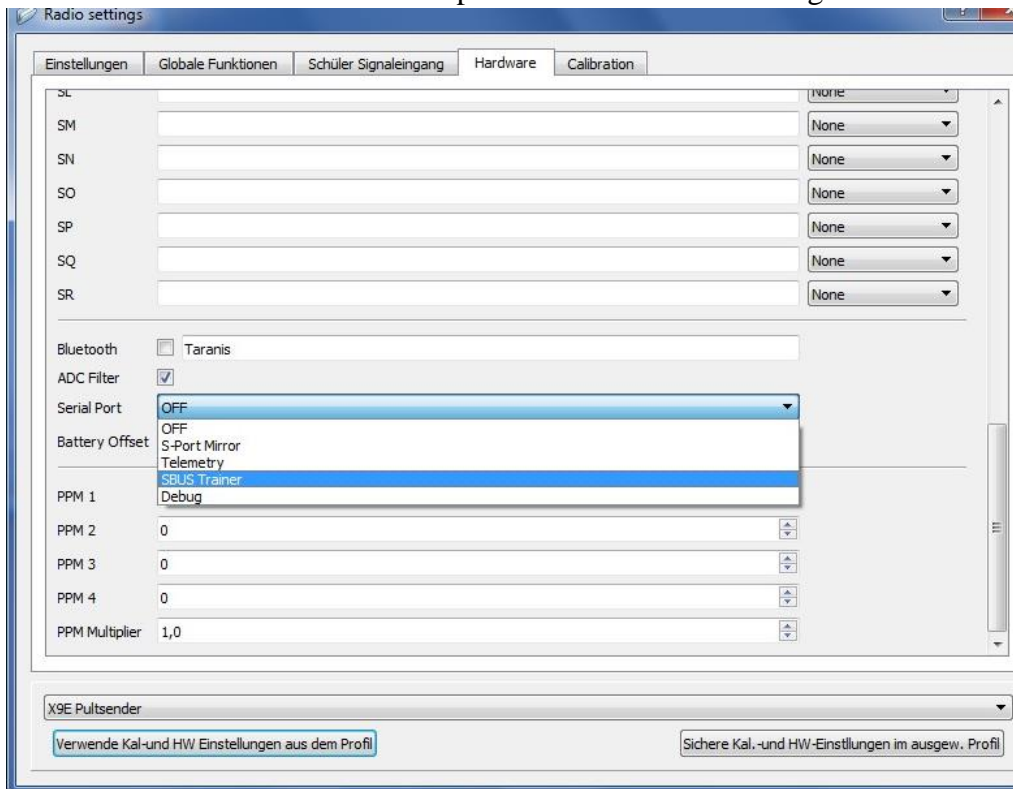 Radio settings
Einstellungen Globale Funktionen Schüler Signaleingang Hardware Calibration
SL None
SM None
SN None
SO None
SP None
SQ None
SR None
Bluetooth Taranis
ADC Filter
Serial Port OFF
OFF
Battery Offset S-Port Mirror
Telemetry
SBUS Trainer
PPM 1 Debug
PPM 2 0
PPM 3 0
PPM 4 0
PPM Multiplier 1,0
X9E Pultsender
Verwende Kal-und HW Einstellungen aus dem Profil Sichere Kal.-und HW-Einstllungen im ausgew. Profil